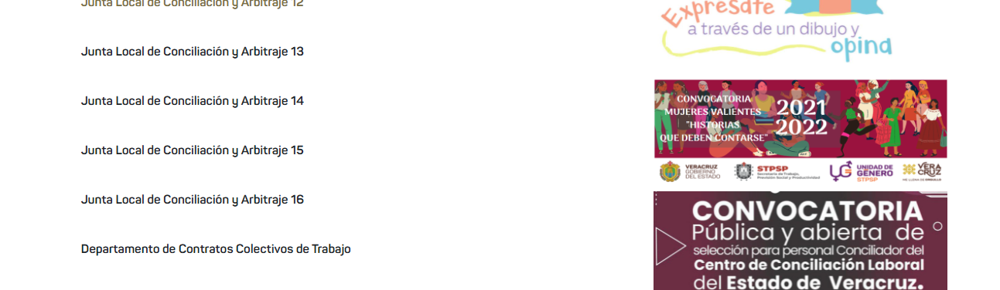 Junta Local de Conciliación y Arbitraje 12
Junta Local de Conciliación y Arbitraje 13
Junta Local de Conciliación y Arbitraje 14
Junta Local de Conciliación y Arbitraje 15
Junta Local de Conciliación y Arbitraje 16
Departamento de Contratos Colectivos de Trabajo
Expresate
a través de un dibujo y
opina
CONVOCATORIA
MUJERES VALIENTES
"HISTORIAS
QUE DEBEN CONTARSE"
2021
2022
VERACRUZ
GOBIERNO
DEL ESTADO
STPSP
Secretaría de Trabajo,
Previsión Social y Productividad
UNIDAD DE
GÉNERO
STPSP
VERA
CRUZ
ME LLENA DE ORGULLO
CONVOCATORIA
Pública y abierta de
selección para personal Conciliador del
Centro de Conciliación Laboral
del Estado de Veracruz.